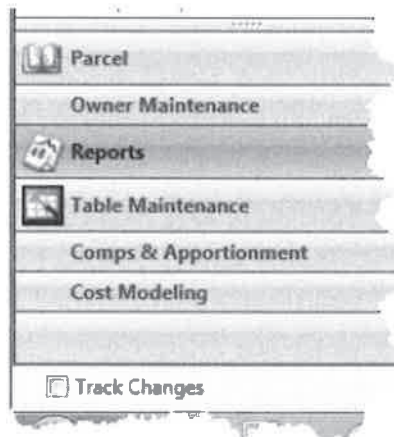 Parcel
Owner Maintenance
Reports
Table Maintenance
Comps & Apportionment
Cost Modeling
Track Changes